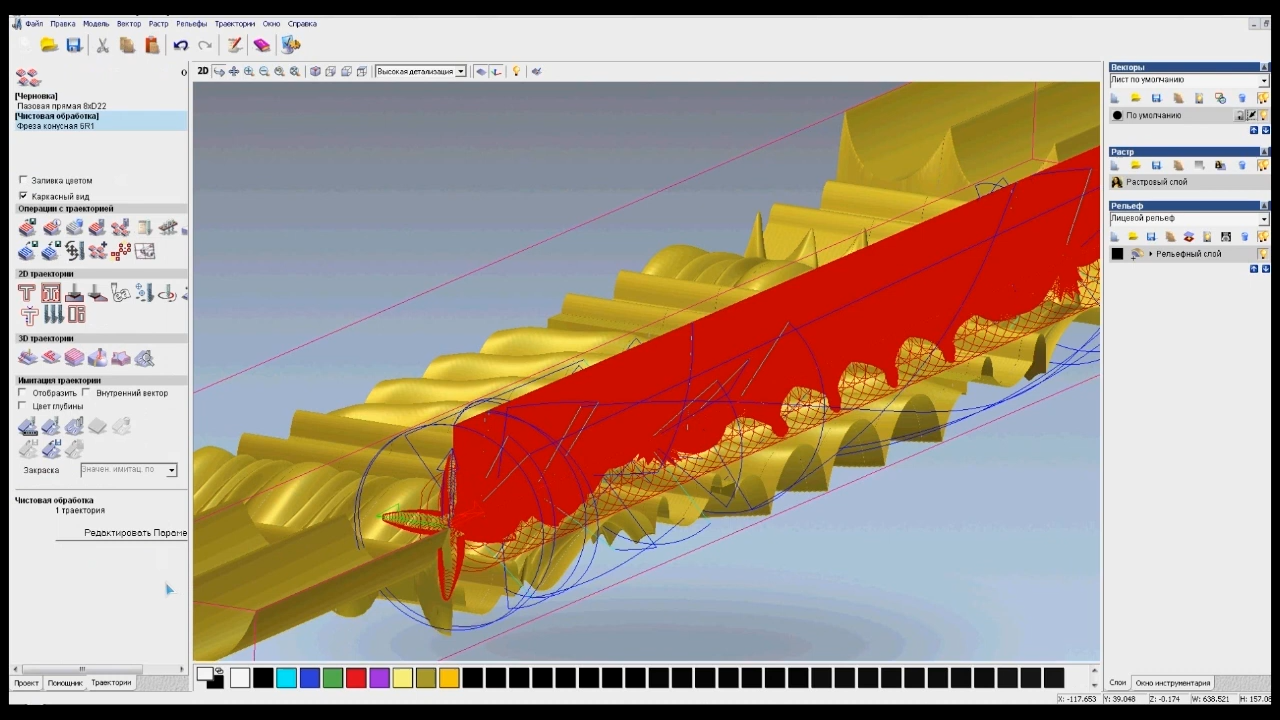 Файл Правка Модель Вектор Растр Рельефы Траектории Окно Справка
2D
Высокая детализация
[Черновка]
Пазовая прямая 8xD22
[Чистовая обработка]
Фреза конусная 6R1
Заливка цветом
Каркасный вид
Операции с траекторией
2D траектории
3D траектории
Имитация траектории
Отобразить Внутренний вектор
Цвет глубины
Закраска Значен. имитац. по
Чистовая обработка
1 траектория
Редактировать Параме
Проект Помощник Траектории
Векторы
Лист по умолчанию
По умолчанию
Растр
Растровый слой
Рельеф
Лицевой рельеф
Рельефный слой
Слои Окно инструментария
X: -117.653 Y: 39.048 Z: -0.174 W: 638.521 H: 157.06